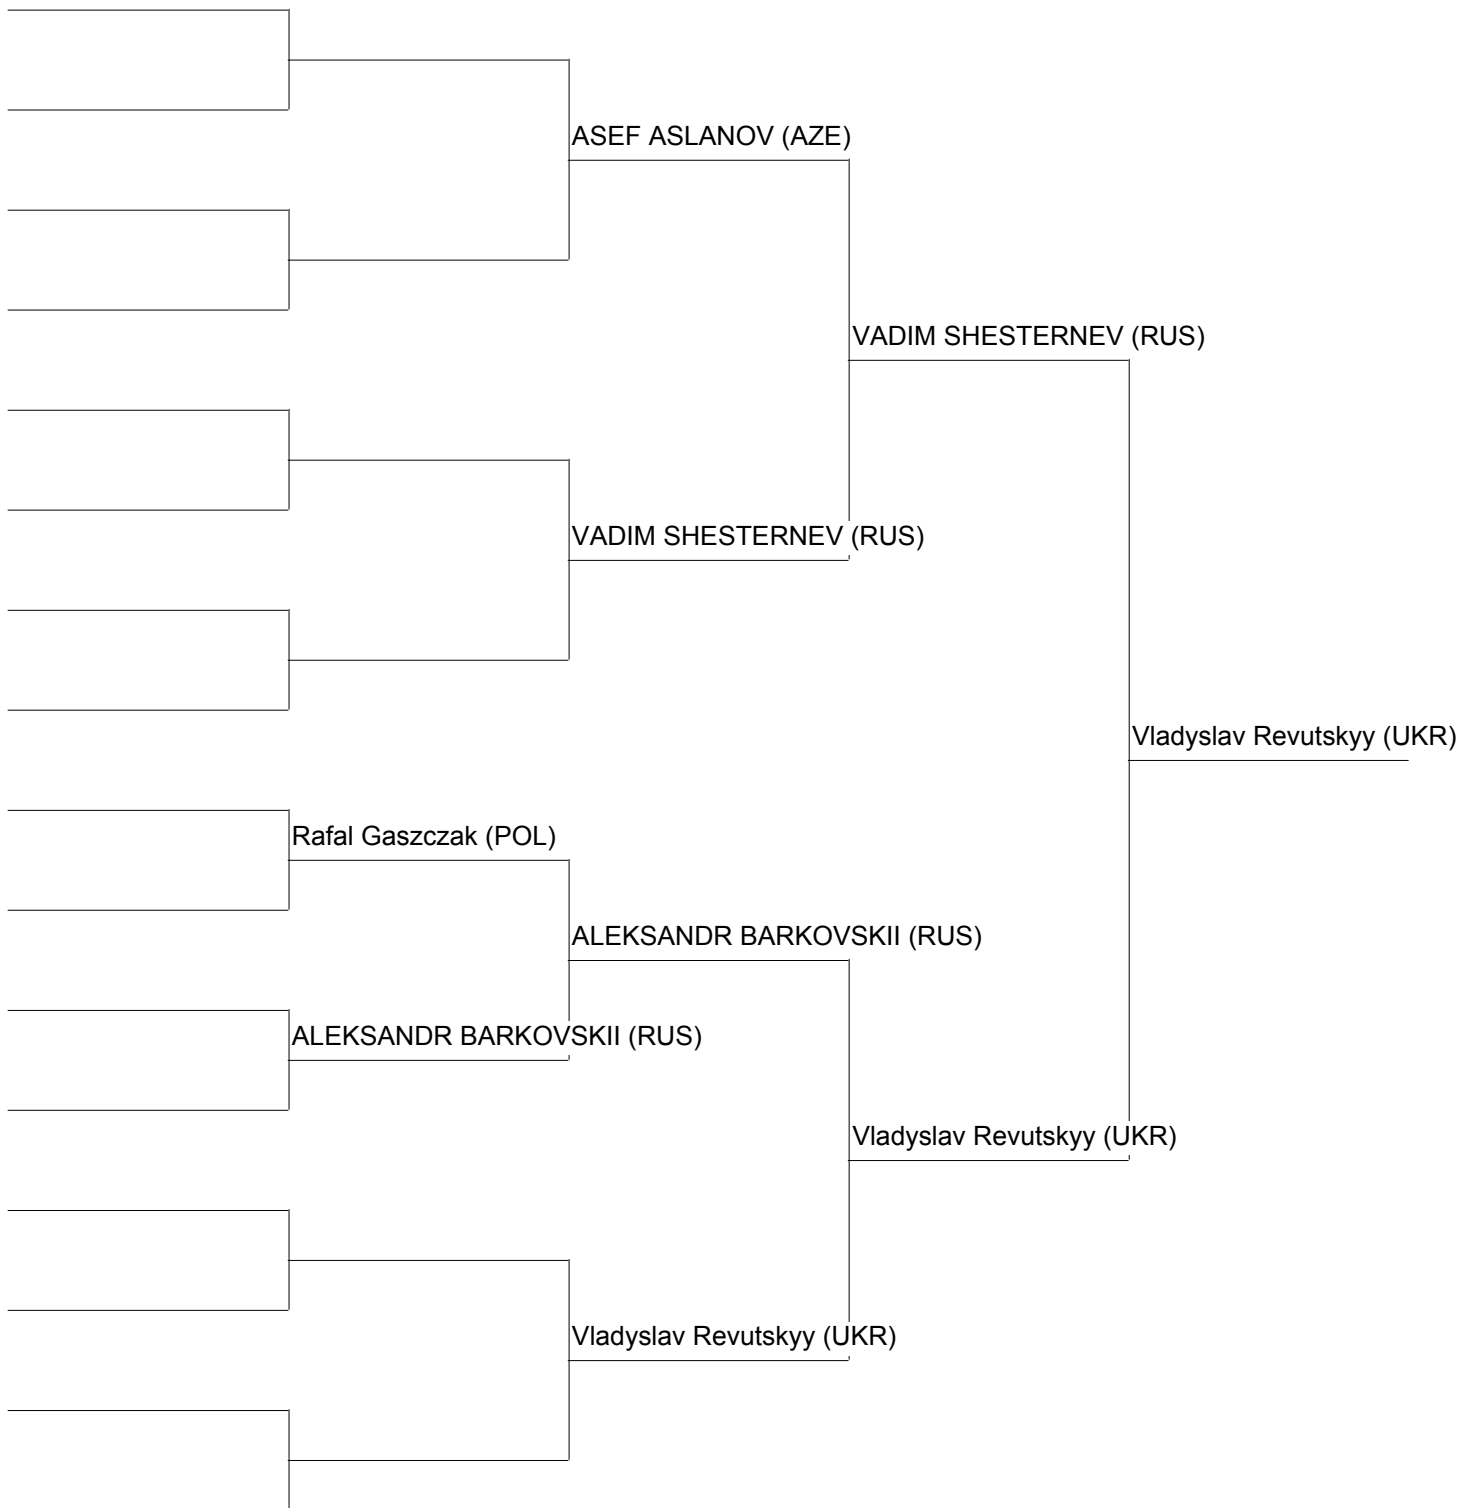 ASEF ASLANOV (AZE)
VADIM SHESTERNEV (RUS)
VADIM SHESTERNEV (RUS)
Vladyslav Revutskyy (UKR)
Rafal Gaszczak (POL)
ALEKSANDR BARKOVSKII (RUS)
ALEKSANDR BARKOVSKII (RUS)
Vladyslav Revutskyy (UKR)
Vladyslav Revutskyy (UKR)